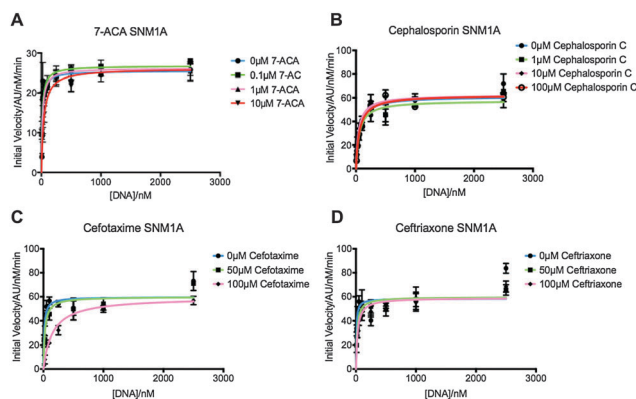 A
7-ACA SNM1A
Initial Velocity/AU/nM/min
30
20
10
0
0
1000
2000
3000
[DNA]/nM
0µM 7-ACA
0.1µM 7-AC
1µM 7-ACA
10µM 7-ACA
B
Cephalosporin SNM1A
Initial Velocity/AU/nM/min
100
80
60
40
20
0
0
1000
2000
3000
[DNA]/nM
0µM Cephalosporin C
1µM Cephalosporin C
10µM Cephalosporin C
100µM Cephalosporin C
C
Cefotaxime SNM1A
Initial Velocity/AU/nM/min
100
80
60
40
20
0
0
1000
2000
3000
[DNA]/nM
0µM Cefotaxime
50µM Cefotaxime
100µM Cefotaxime
D
Ceftriaxone SNM1A
Initial Velocity/AU/nM/min
100
80
60
40
20
0
0
1000
2000
3000
[DNA]/nM
0µM Ceftriaxone
50µM Ceftriaxone
100µM Ceftriaxone